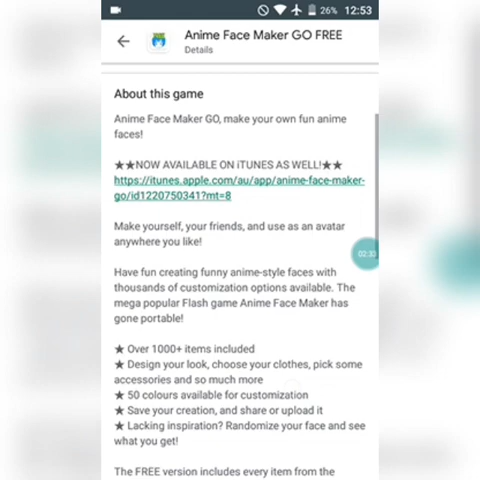 26% 12:53
Anime Face Maker GO FREE
Details
About this game
Anime Face Maker GO, make your own fun anime
faces!
★★NOW AVAILABLE ON iTUNES AS WELL!★★
https://itunes.apple.com/au/app/anime-face-maker-
go/id1220750341?mt=8
Make yourself, your friends, and use as an avatar
anywhere you like!
02:33
Have fun creating funny anime-style faces with
thousands of customization options available. The
mega popular Flash game Anime Face Maker has
gone portable!
★ Over 1000+ items included
★ Design your look, choose your clothes, pick some
accessories and so much more
★ 50 colours available for customization
★ Save your creation, and share or upload it
★ Lacking inspiration? Randomize your face and see
what you get!
The FREE version includes every item from the